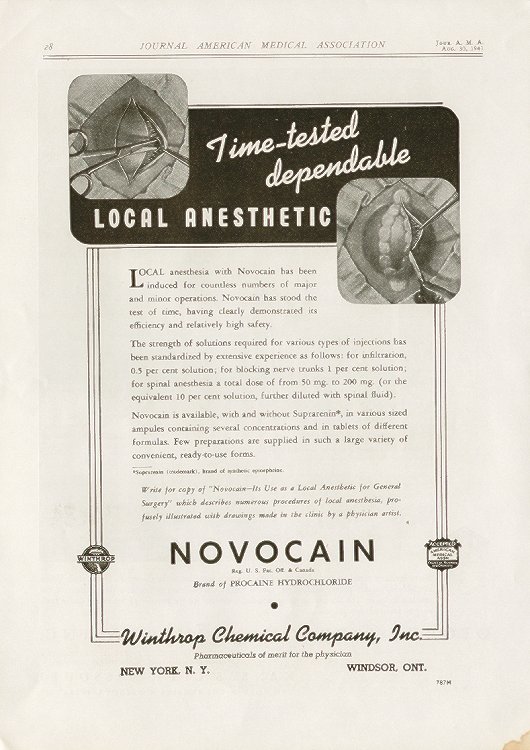 28
JOURNAL AMERICAN MEDICAL ASSOCIATION
Jour. A. M. A.
Aug. 30, 1941
Time-tested
dependable
LOCAL ANESTHETIC
LOCAL anesthesia with Novocain has been
induced for countless numbers of major
and minor operations. Novocain has stood the
test of time, having clearly demonstrated its
efficiency and relatively high safety.
The strength of solutions required for various types of injections has
been standardized by extensive experience as follows: for infiltration,
0.5 per cent solution; for blocking nerve trunks 1 per cent solution;
for spinal anesthesia a total dose of from 50 mg. to 200 mg. (or the
equivalent 10 per cent solution, further diluted with spinal fluid).
Novocain is available, with and without Suprarenin*, in various sized
ampules containing several concentrations and in tablets of different
formulas. Few preparations are supplied in such a large variety of
convenient, ready-to-use forms.
*Suprarenin (trademark), Brand of synthetic epinephrine.
Write for copy of "Novocain—Its Use as a Local Anesthetic for General
Surgery" which describes numerous procedures of local anesthesia, pro-
fusely illustrated with drawings made in the clinic by a physician artist.
WINTHROP
NOVOCAIN
ACCEPTED
AMERICAN
MEDICAL
ASSN
Reg. U. S. Pat. Off. & Canada
Brand of PROCAINE HYDROCHLORIDE
Winthrop Chemical Company, Inc.
Pharmaceuticals of merit for the physician
NEW YORK, N. Y.
WINDSOR, ONT.
787M